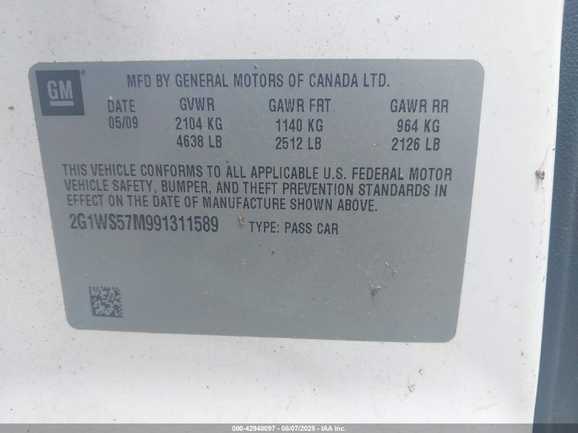 GM
MFD BY GENERAL MOTORS OF CANADA LTD.
DATE GVWR GAWR FRT GAWR RR
05/09 2104 KG 1140 KG 964 KG
4638 LB 2512 LB 2126 LB
THIS VEHICLE CONFORMS TO ALL APPLICABLE U.S. FEDERAL MOTOR
VEHICLE SAFETY, BUMPER, AND THEFT PREVENTION STANDARDS IN
EFFECT ON THE DATE OF MANUFACTURE SHOWN ABOVE.
2G1WS57M991311589 TYPE: PASS CAR
000-42948097 - 08/07/2025 - IAA Inc.